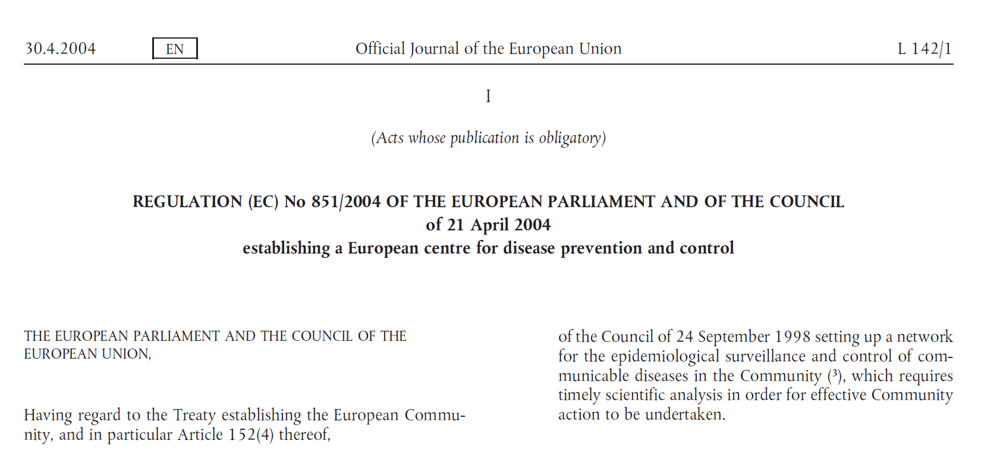 30.4.2004 EN Official Journal of the European Union L 142/1
I
(Acts whose publication is obligatory)
REGULATION (EC) No 851/2004 OF THE EUROPEAN PARLIAMENT AND OF THE COUNCIL
of 21 April 2004
establishing a European centre for disease prevention and control
THE EUROPEAN PARLIAMENT AND THE COUNCIL OF THE
EUROPEAN UNION,
Having regard to the Treaty establishing the European Commu-
nity, and in particular Article 152(4) thereof,
of the Council of 24 September 1998 setting up a network
for the epidemiological surveillance and control of com-
municable diseases in the Community (³), which requires
timely scientific analysis in order for effective Community
action to be undertaken.